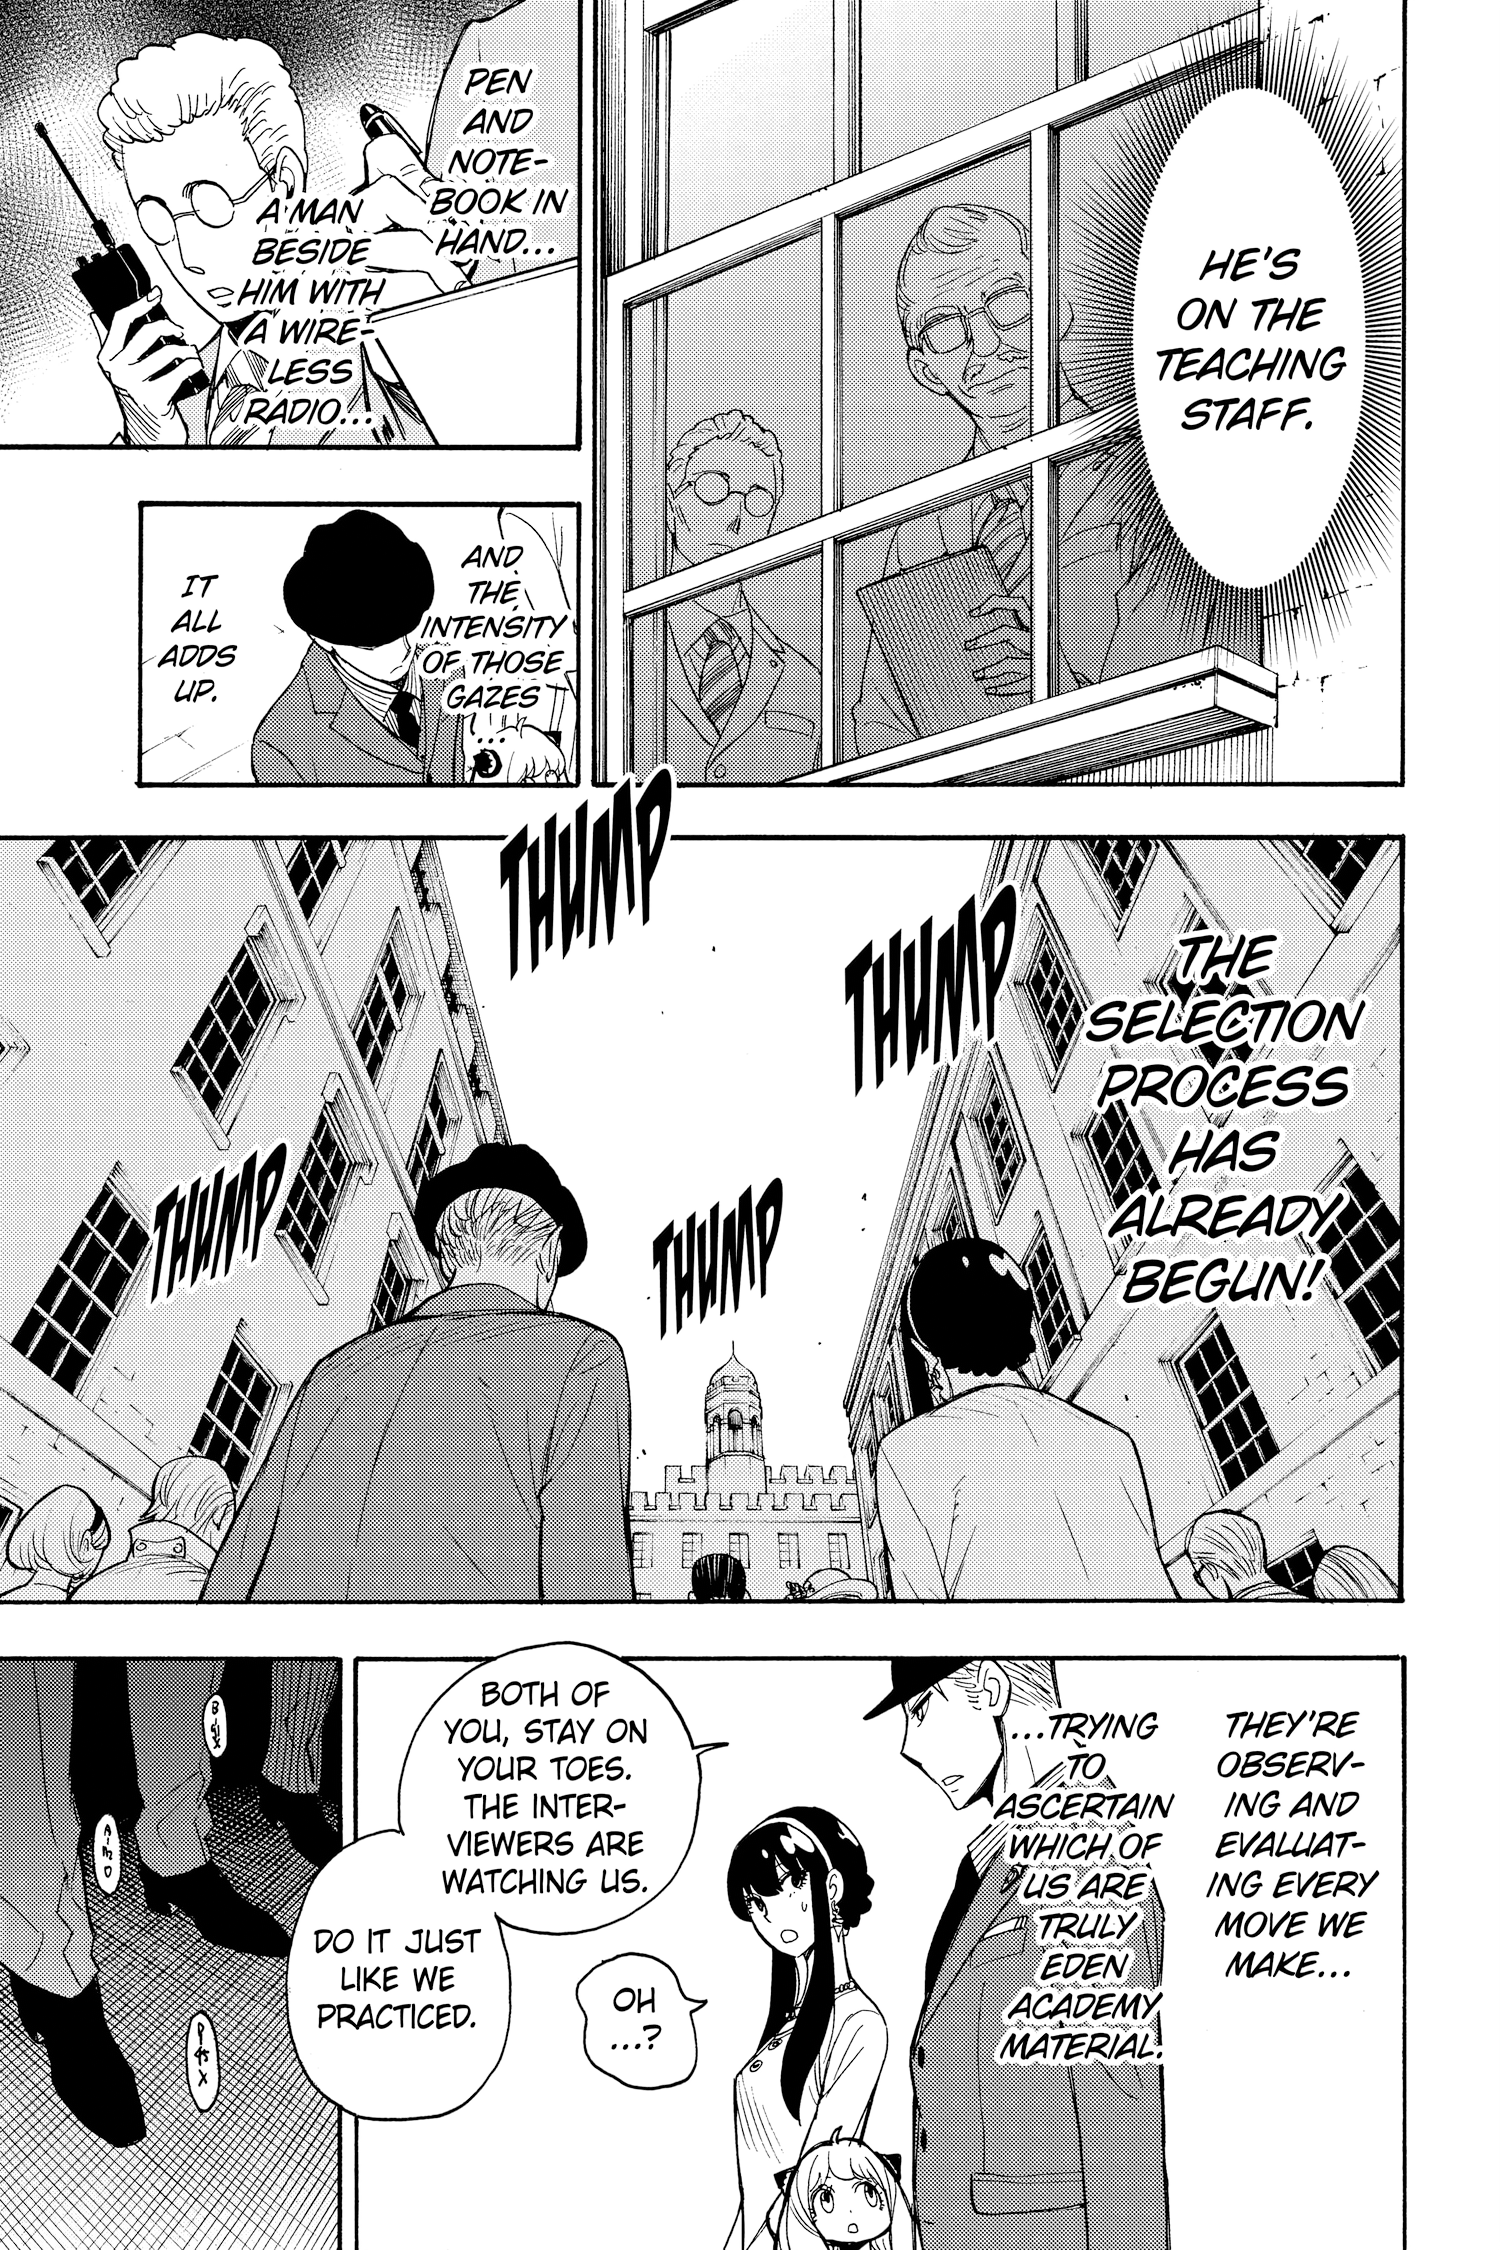 HE'S
ON THE
TEACHING
STAFF.
PEN
AND
NOTE-
BOOK IN
HAND...
A MAN
BESIDE
HIM WITH
A WIRE-
LESS
RADIO...
AND
THE
INTENSITY
OF THOSE
GAZES
...
IT
ALL
ADDS
UP.
THUMP
THUMP
THUMP
THUMP
THE
SELECTION
PROCESS
HAS
ALREADY
BEGUN!
THEY'RE
OBSERV-
ING AND
EVALUAT-
ING EVERY
MOVE WE
MAKE...
...TRYING
TO
ASCERTAIN
WHICH OF
US ARE
TRULY
EDEN
ACADEMY
MATERIAL.
BOTH OF
YOU, STAY ON
YOUR TOES.
THE INTER-
VIEWERS ARE
WATCHING US.
DO IT JUST
LIKE WE
PRACTICED.
OH
...?